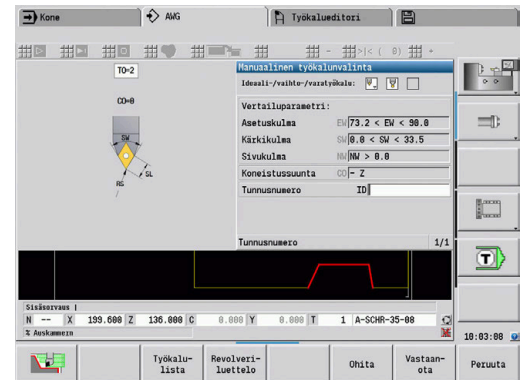 Kone
AWG
Työkalueditori
TO=2
CO=0
SW
SL
RS
Manuaalinen työkalunvalinta
Ideaali-/vaihto-/varatyökalu:
Vertailuparametri:
Asetuskulma EW 73.2 < EW < 90.0
Kärkikulma SW 0.0 < SW < 33.5
Sivukulma NW NW > 0.0
Koneistussuunta CO - Z
Tunnusnumero ID
Tunnusnumero 1/1
Sisäsorvaus |
N -- X 199.600 Z 136.800 C 0.000 Y 0.000 T 1 A-SCHR-35-08
% Auskammern
10:03:08
Työkalu-
lista
Revolveri-
luettelo
Ohita
Vastaan-
ota
Peruuta
T